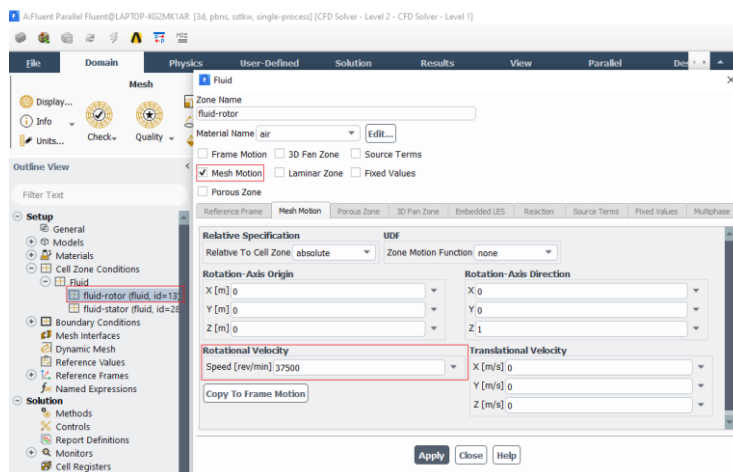 A:Fluent Parallel Fluent@LAPTOP-KG2MK1AR [3d, pbns, sstkw, single-process] [CFD Solver - Level 2 - CFD Solver - Level 1]
File Domain Physics User-Defined Solution Results View Parallel Des
Mesh
Display...
Info
Units...
Check
Quality
Outline View
Filter Text
Setup
General
Models
Materials
Cell Zone Conditions
Fluid
fluid-rotor (fluid, id=13)
fluid-stator (fluid, id=28
Boundary Conditions
Mesh Interfaces
Dynamic Mesh
Reference Values
Reference Frames
Named Expressions
Solution
Methods
Controls
Report Definitions
Monitors
Cell Registers
Fluid
Zone Name
fluid-rotor
Material Name air Edit...
Frame Motion 3D Fan Zone Source Terms
Mesh Motion Laminar Zone Fixed Values
Porous Zone
Reference Frame Mesh Motion Porous Zone 3D Fan Zone Embedded LES Reaction Source Terms Fixed Values Multiphase
Relative Specification UDF
Relative To Cell Zone absolute Zone Motion Function none
Rotation-Axis Origin Rotation-Axis Direction
X [m] 0 X 0
Y [m] 0 Y 0
Z [m] 0 Z 1
Rotational Velocity Translational Velocity
Speed [rev/min] 37500 X [m/s] 0
Copy To Frame Motion Y [m/s] 0
Z [m/s] 0
Apply Close Help